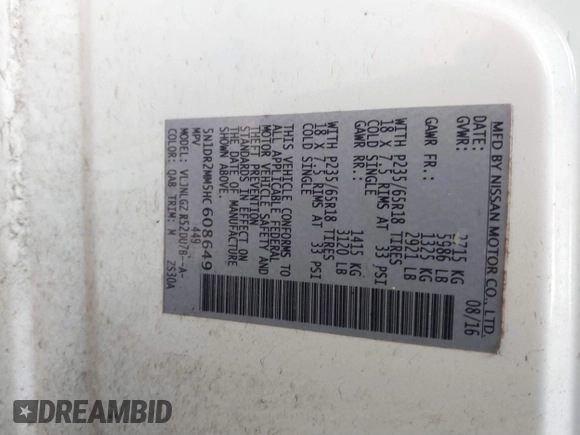 MFD BY NISSAN MOTOR CO., LTD.
DATE: 08/16
GVWR: 2715 KG
5986 LB
GAWR FR.: 1325 KG
2921 LB
WITH P235/65R18 TIRES
18 X 7.5 RIMS AT 33 PSI
COLD SINGLE
GAWR RR.: 1415 KG
3120 LB
WITH P235/65R18 TIRES
18 X 7.5 RIMS AT 33 PSI
COLD SINGLE
THIS VEHICLE CONFORMS TO
ALL APPLICABLE FEDERAL
MOTOR VEHICLE SAFETY AND
THEFT PREVENTION
STANDARDS IN EFFECT ON
THE DATE OF MANUFACTURE
SHOWN ABOVE.
5N1DR2MM5HC608649
MPV 449
MODEL: VLJNLGZ R52DU7B--A-
COLOR: QAB TRIM: M 2S30A
DREAMBID